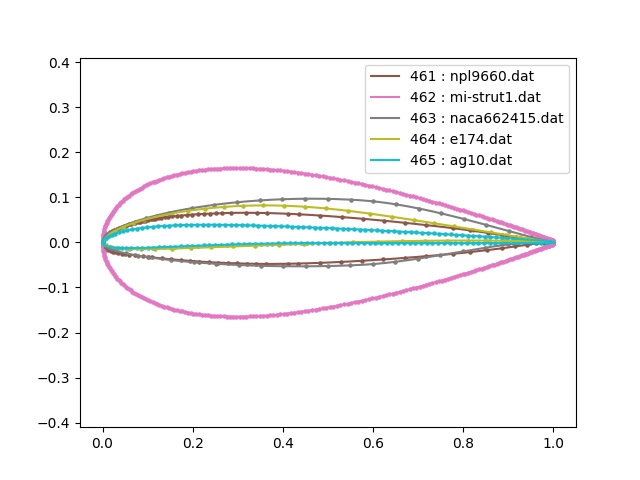 0.4
0.3
0.2
0.1
0.0
−0.1
−0.2
−0.3
−0.4
0.0 0.2 0.4 0.6 0.8 1.0
461 : npl9660.dat
462 : mi-strut1.dat
463 : naca662415.dat
464 : e174.dat
465 : ag10.dat